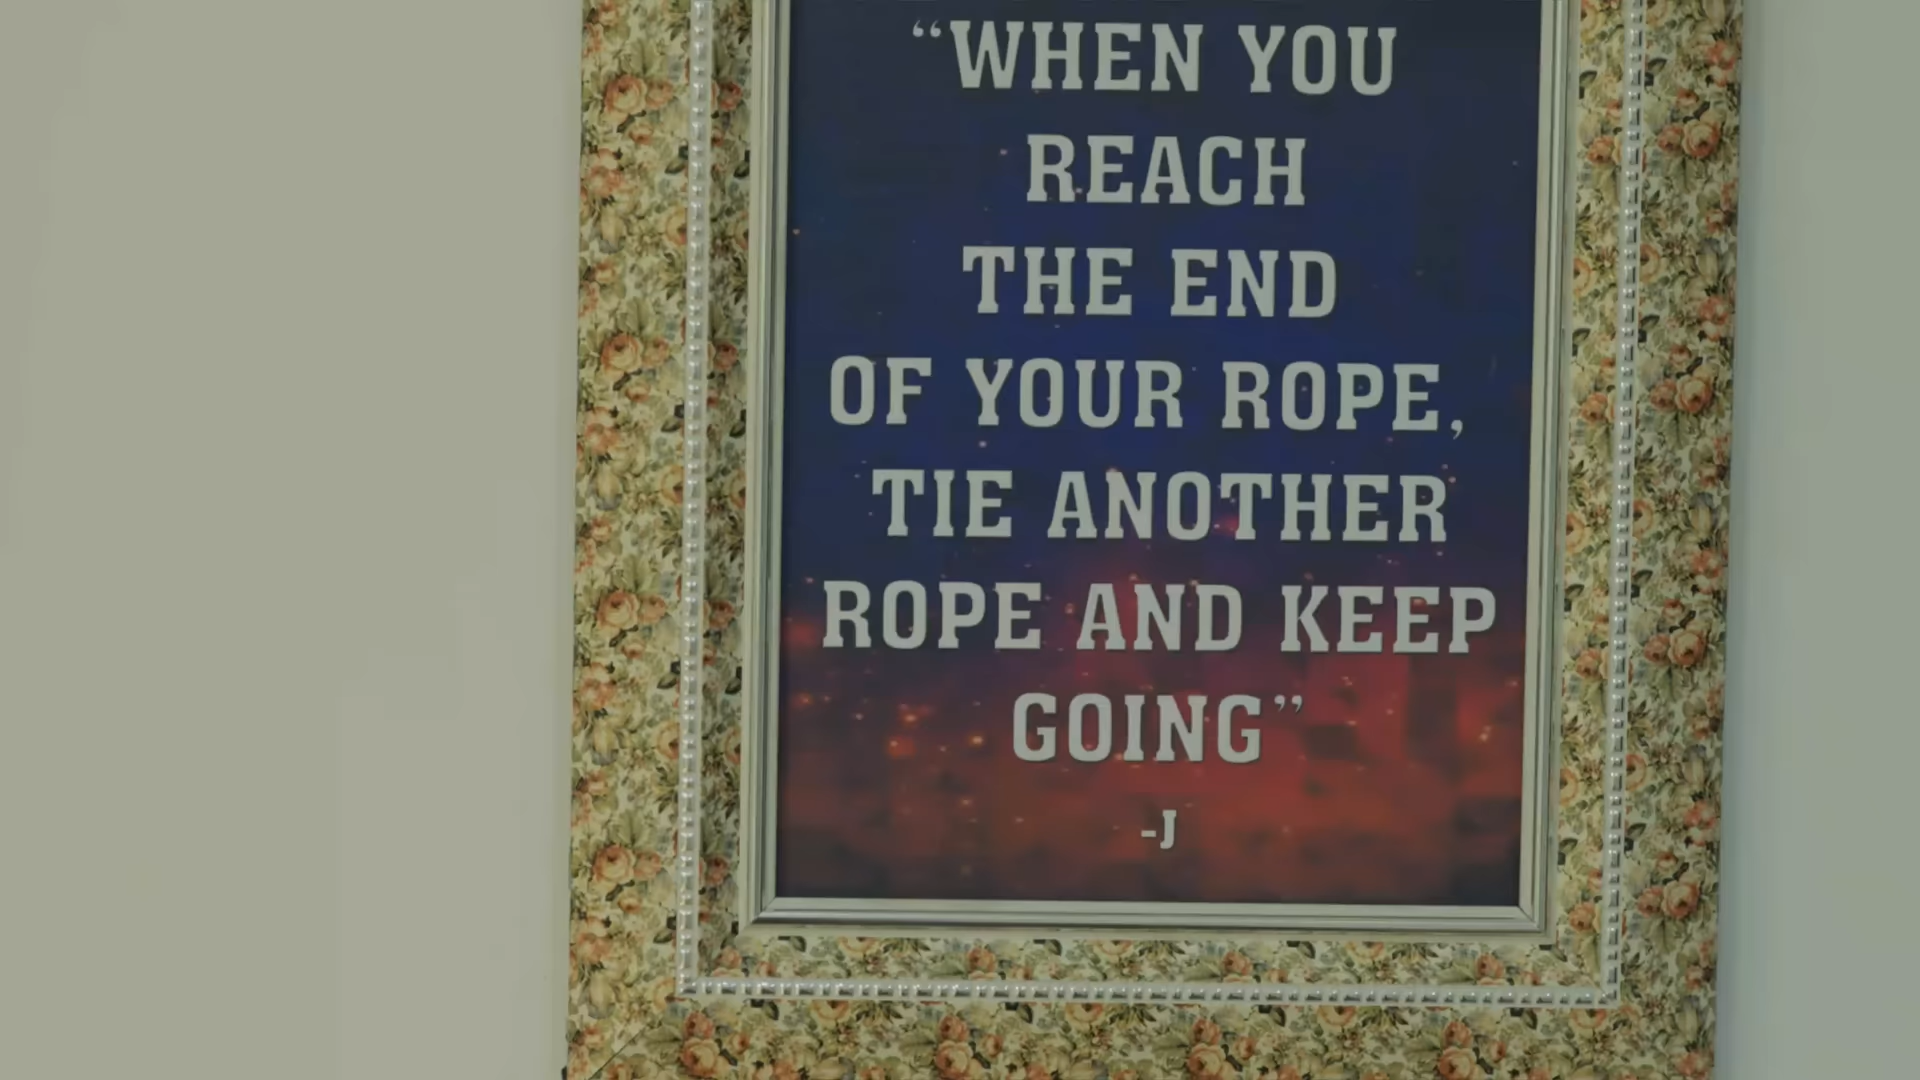 “WHEN YOU
REACH
THE END
OF YOUR ROPE,
TIE ANOTHER
ROPE AND KEEP
GOING”
-J